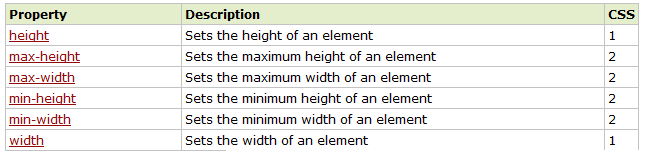 Property Description CSS
height Sets the height of an element 1
max-height Sets the maximum height of an element 2
max-width Sets the maximum width of an element 2
min-height Sets the minimum height of an element 2
min-width Sets the minimum width of an element 2
width Sets the width of an element 1